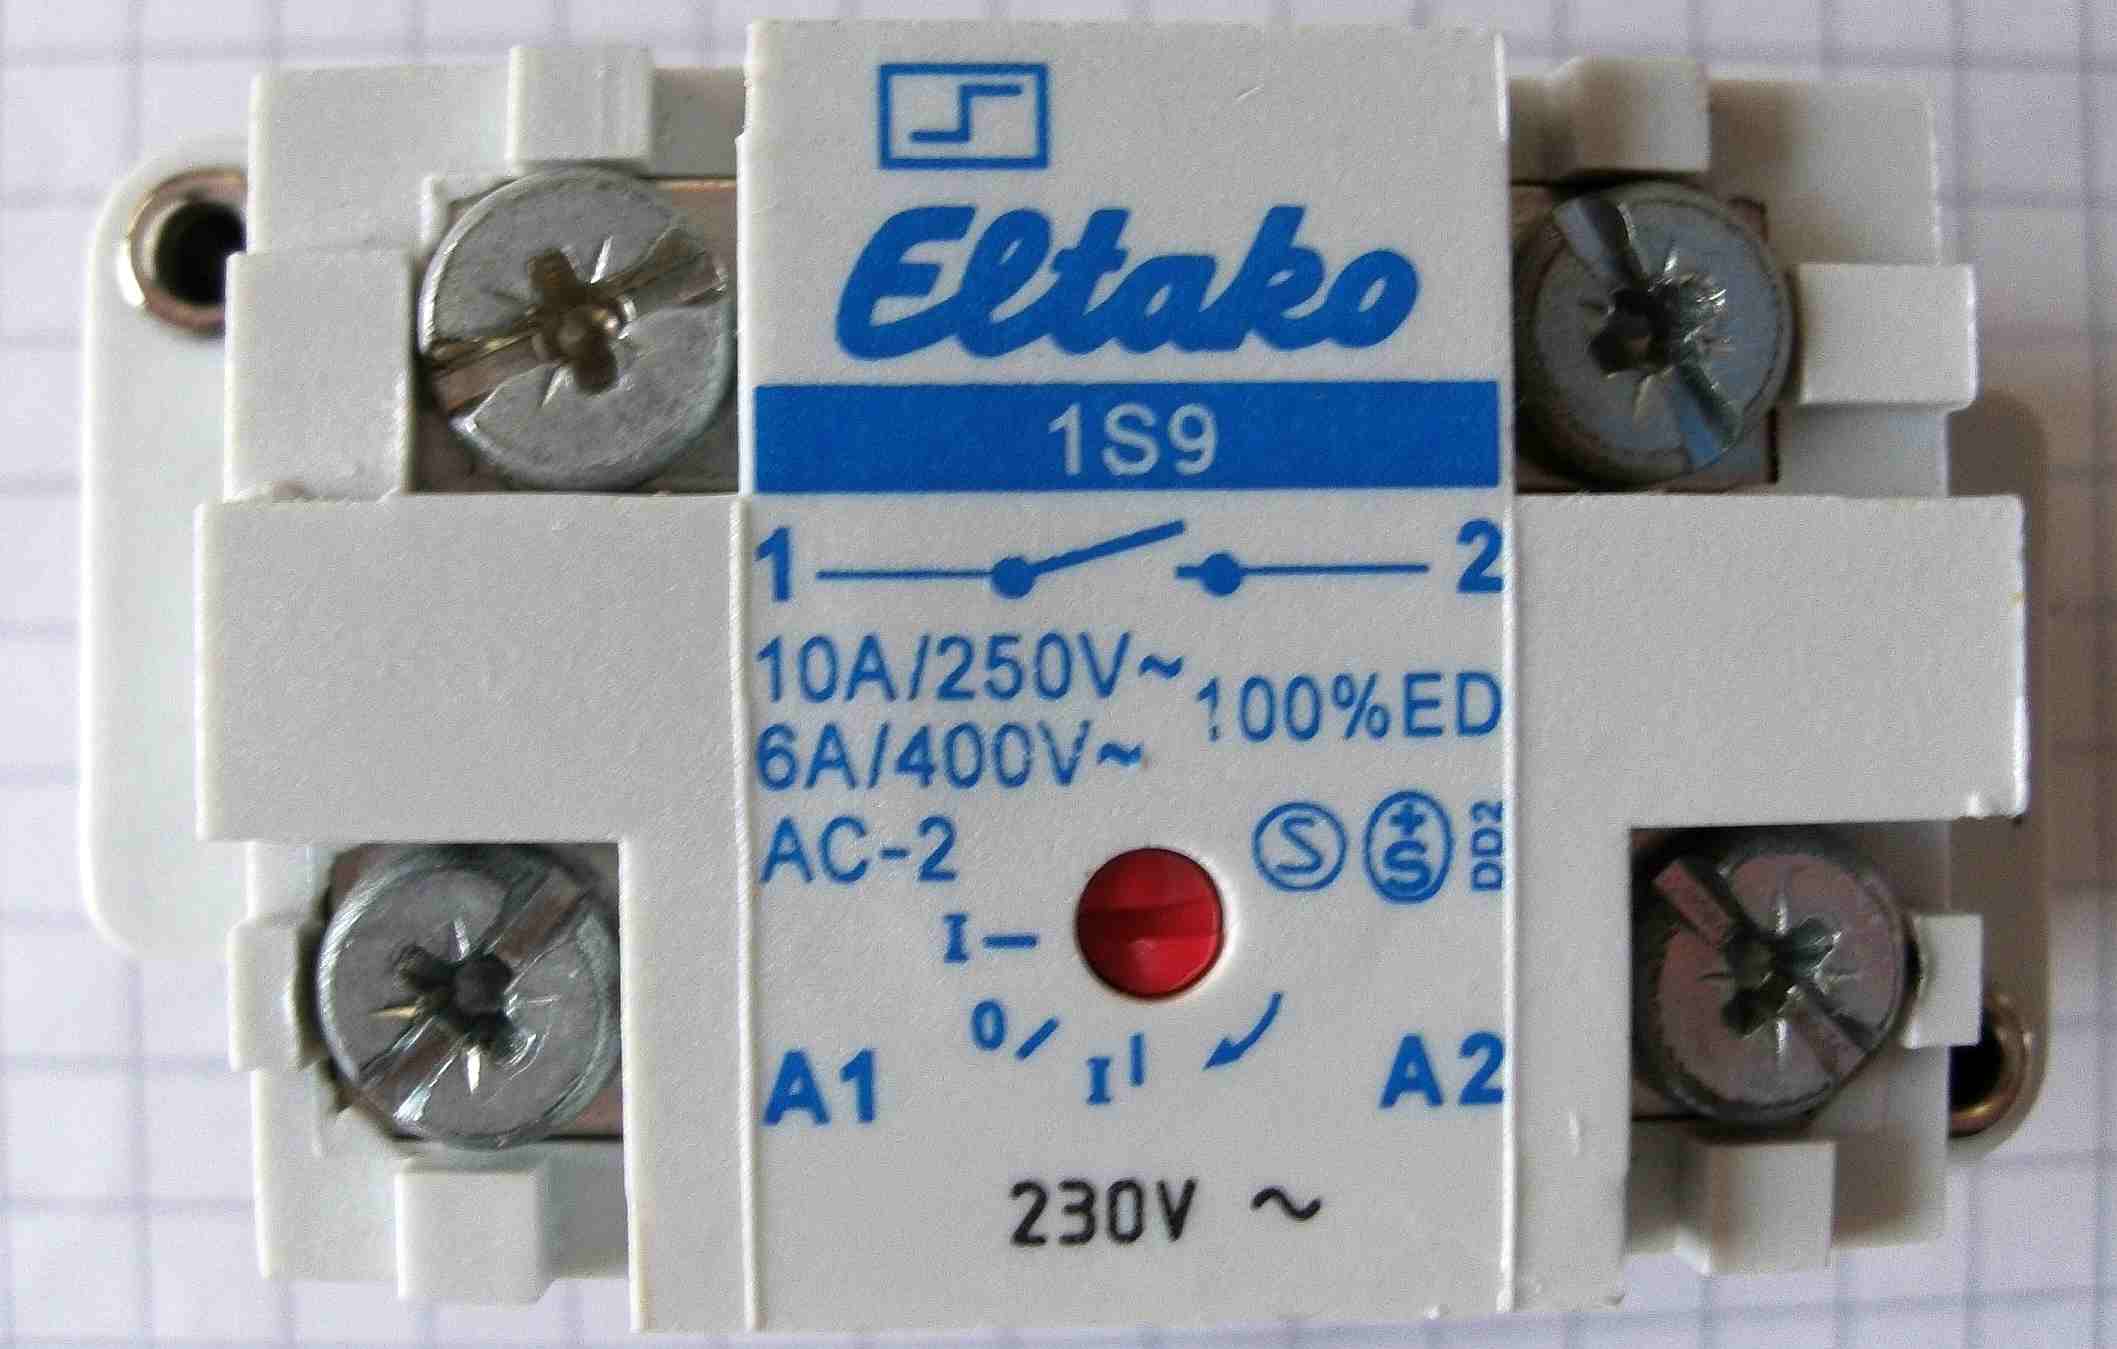 Eltako
1S9
1 2
10A/250V~ 100%ED
6A/400V~
AC-2 S +S DD2
I
0 I
A1 A2
230V ~